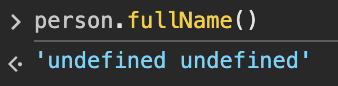 > person.fullName()
<· 'undefined undefined'